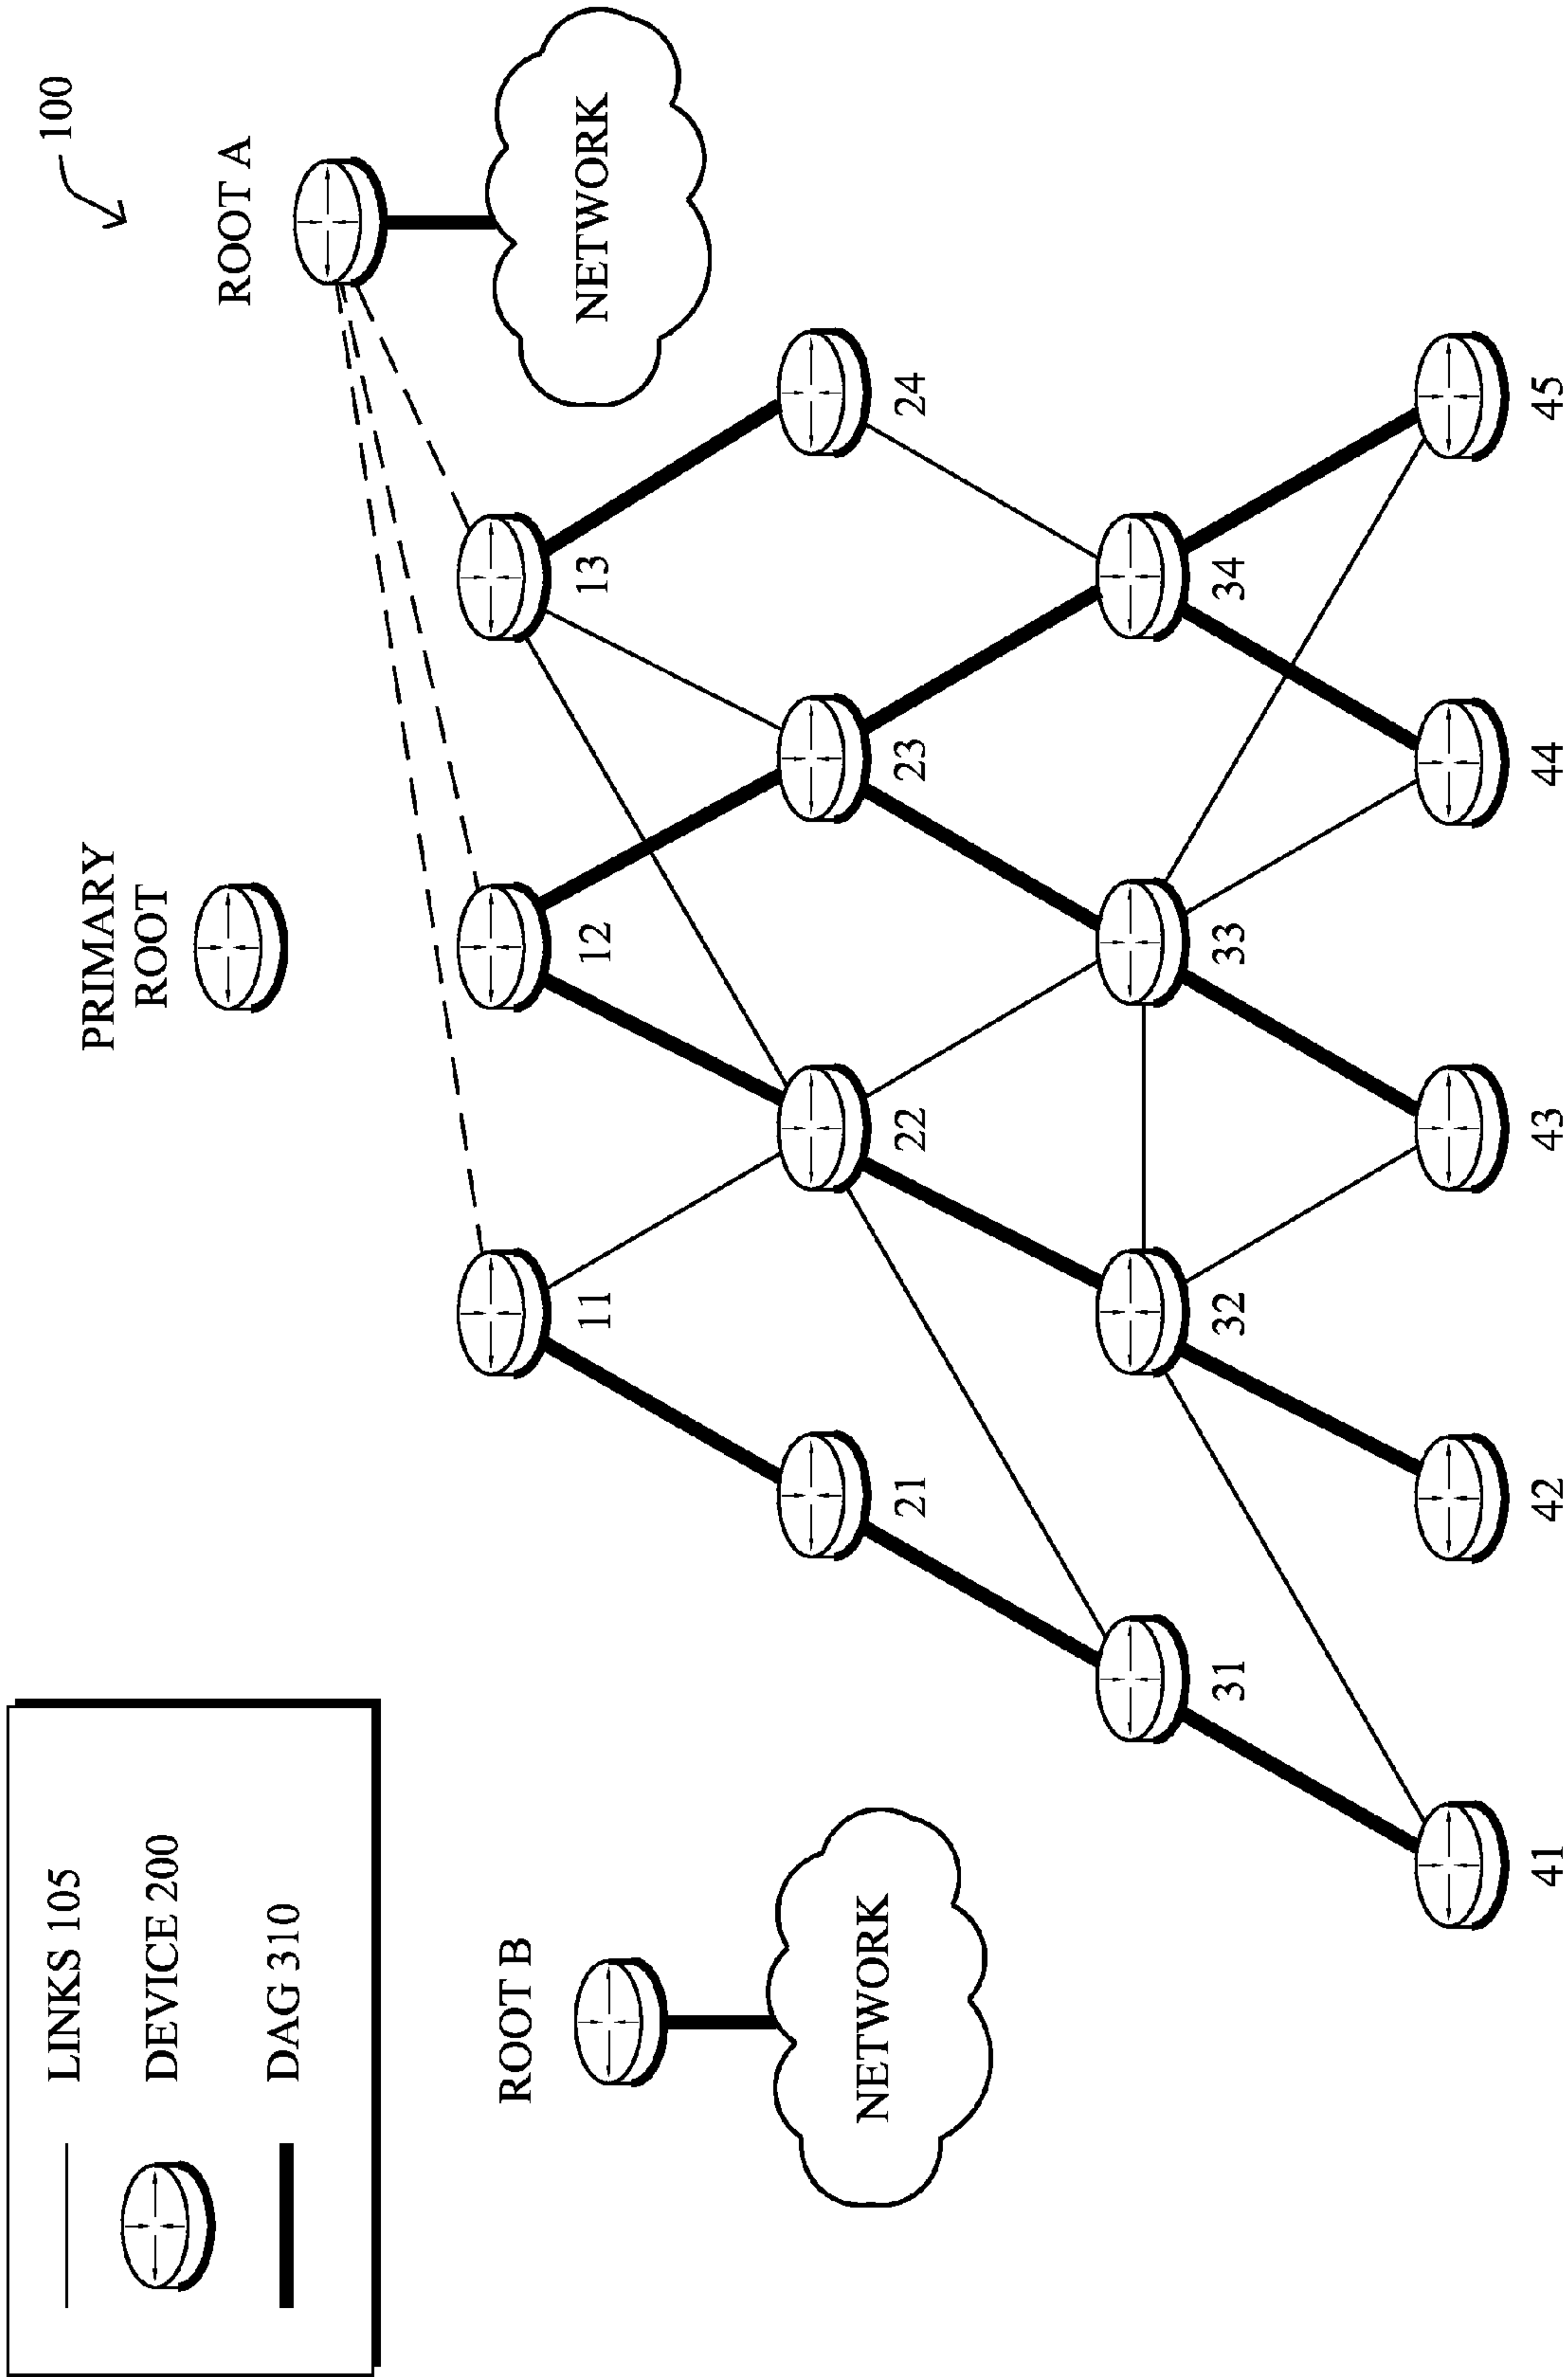 LINKS 105
DEVICE 200
DAG 310
PRIMARY
ROOT
100
ROOT A
NETWORK
ROOT B
NETWORK
11
12
13
21
22
23
24
31
32
33
34
41
42
43
44
45